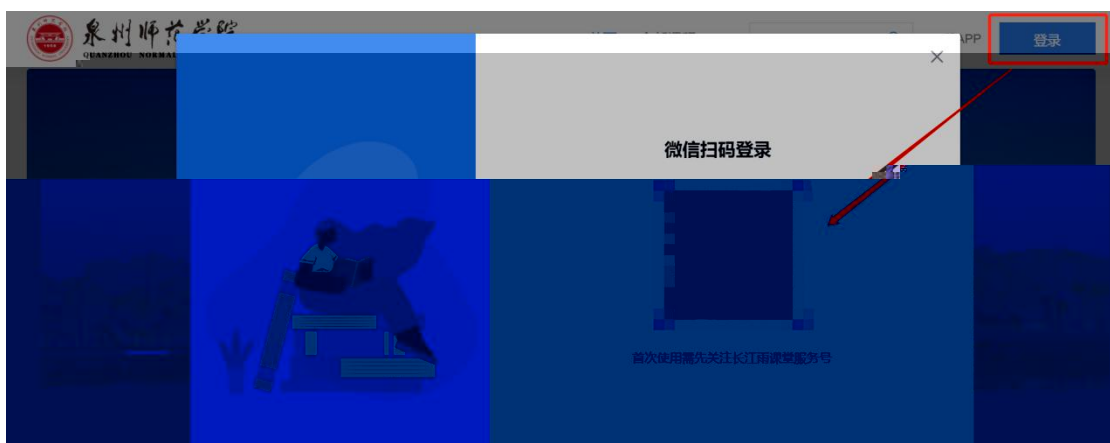 泉州师范学院
QUANZHOU NORMAL
APP
登录
微信扫码登录
首次使用需先关注长江雨课堂服务号